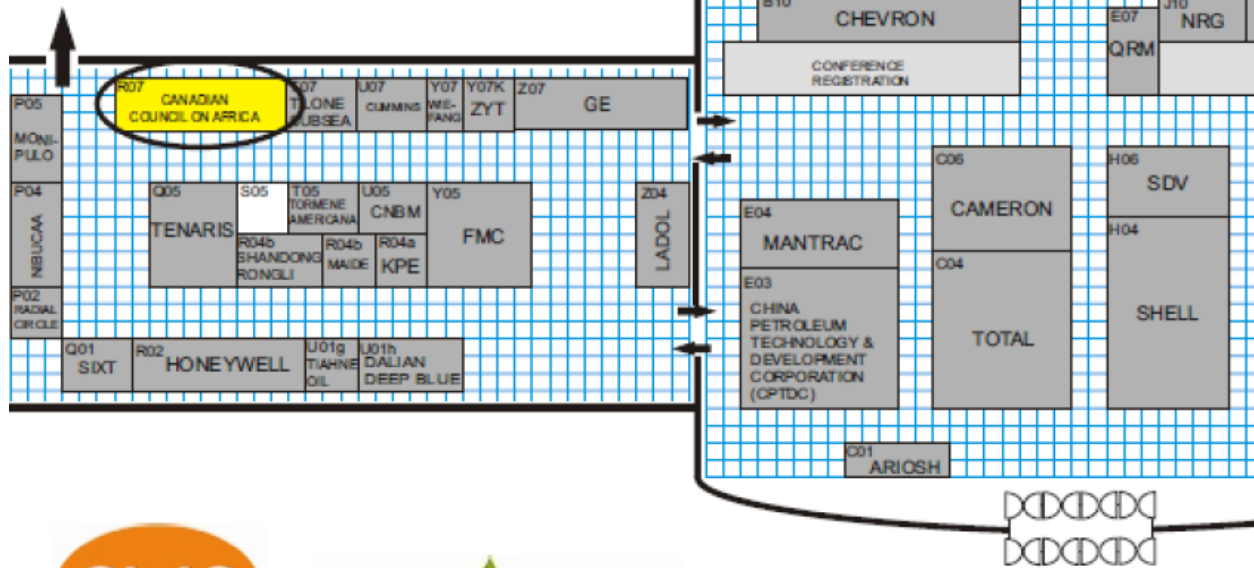 B10
CHEVRON
CONFERENCE
REGISTRATION
E07
QRM
J10
NRG
R07
CANADIAN
COUNCIL ON AFRICA
SUBSEA
U07
CUMMINS
Y07
WIE-
FANG
Y07K
ZYT
Z07
GE
P05
MONI-
PULO
P04
NBUCAA
P02
RADIAL
CIRCLE
Q05
TENARIS
S05
T05
TORMENE
AMERICANA
U05
CNBM
Y05
FMC
R04b
SHANDONG
RONGLI
R04b
MAIDE
R04a
KPE
Z04
LADOL
Q01
SIXT
R02
HONEYWELL
U01g
TIAHNE
OIL
U01h
DALIAN
DEEP BLUE
E04
MANTRAC
E03
CHINA
PETROLEUM
TECHNOLOGY &
DEVELOPMENT
CORPORATION
(CPTDC)
C06
CAMERON
C04
TOTAL
H06
SDV
H04
SHELL
C01
ARIOSH